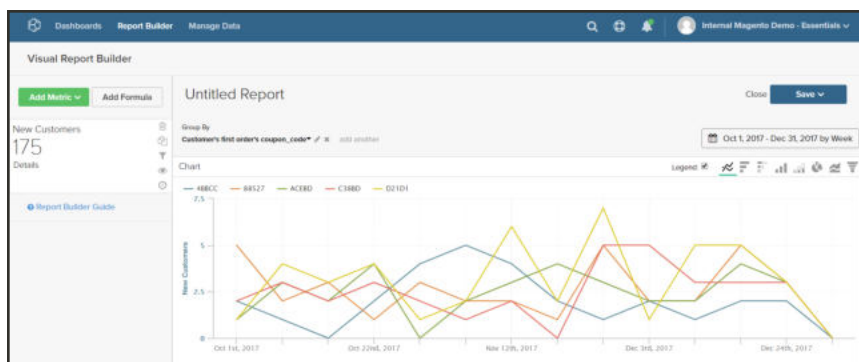 Dashboards Report Builder Manage Data Internal Magento Demo - Essentials
Visual Report Builder
Add Metric Add Formula
Untitled Report
Close Save
New Customers
175
Details
Group By
Customer's first order's coupon_code* add another
Oct 1, 2017 - Dec 31, 2017 by Week
Chart
Legend:
Report Builder Guide
4BBCC B8527 ACEBD C38BD D21D1
7.5
5
2.5
0
New Customers
Oct 1st, 2017 Oct 22nd, 2017 Nov 12th, 2017 Dec 3rd, 2017 Dec 24th, 2017